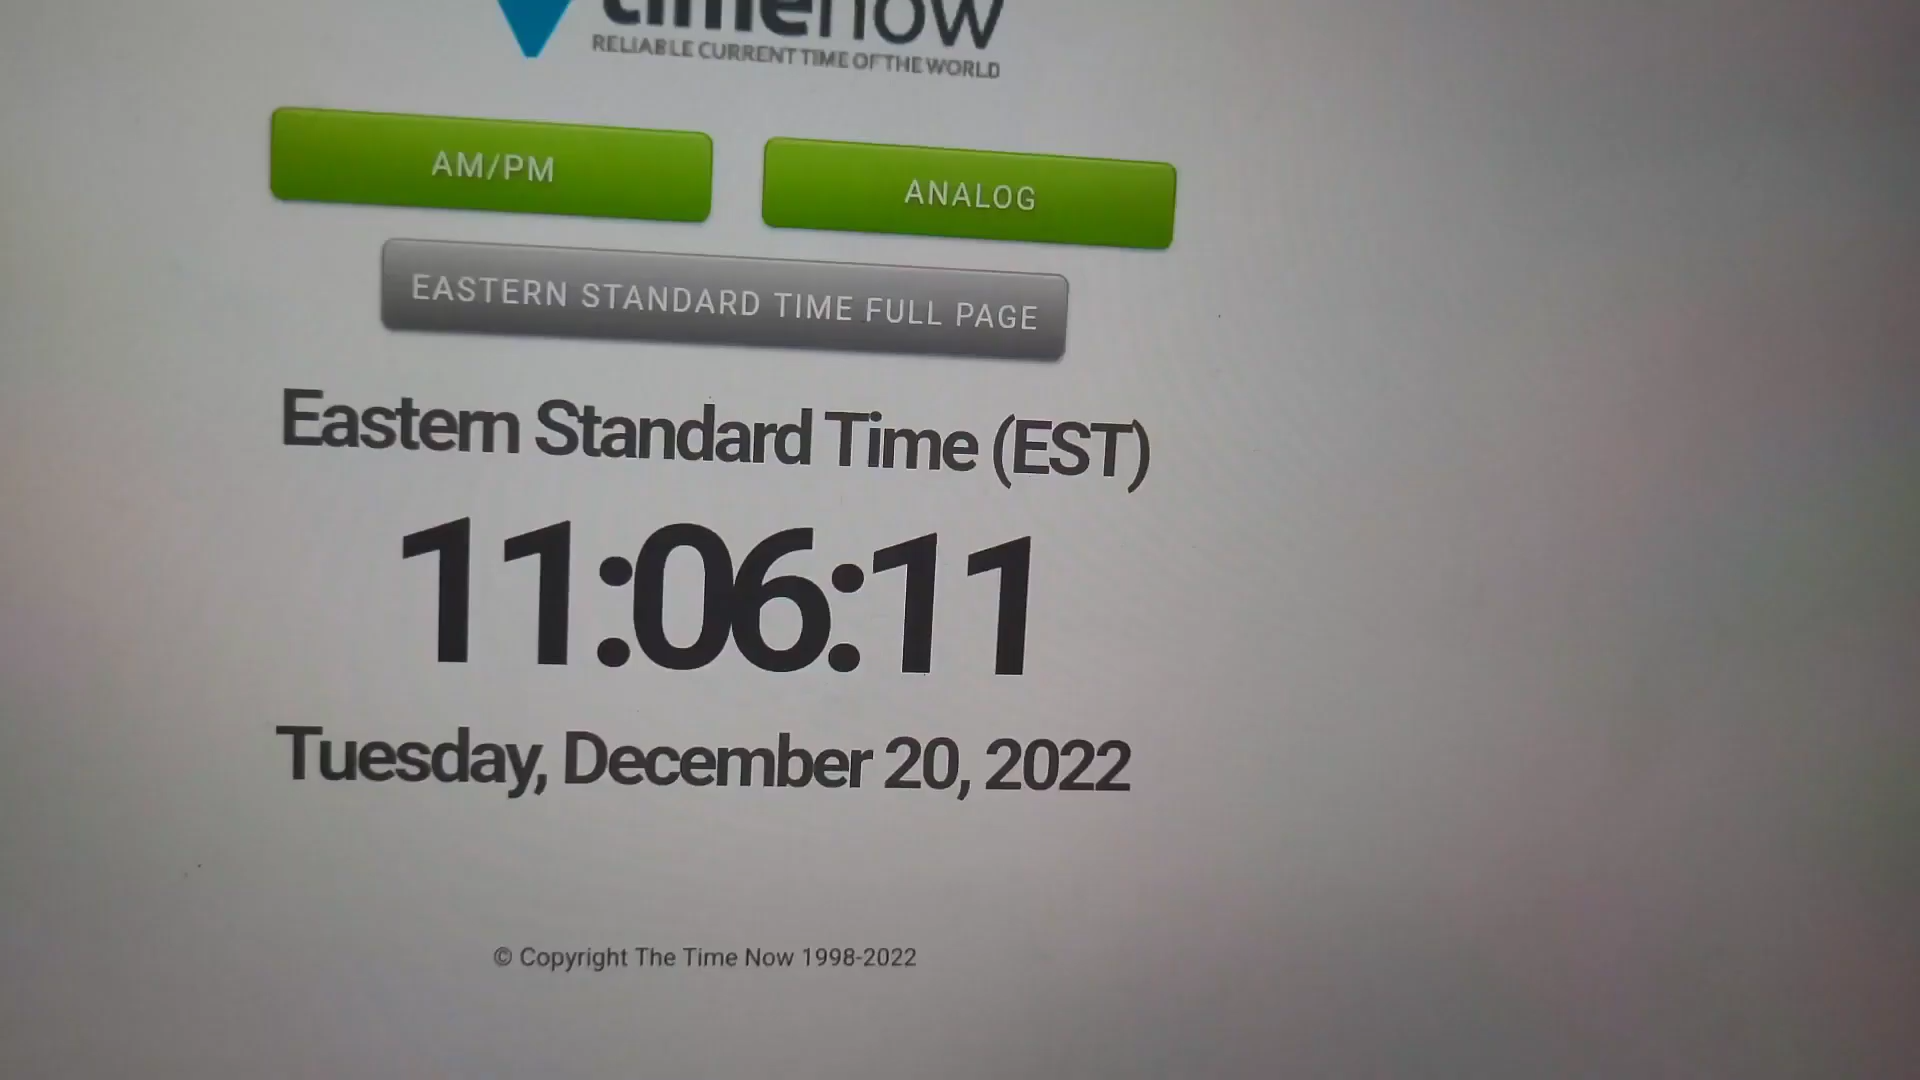 timenow
RELIABLE CURRENT TIME OF THE WORLD
AM/PM
ANALOG
EASTERN STANDARD TIME FULL PAGE
Eastern Standard Time (EST)
11:06:11
Tuesday, December 20, 2022
© Copyright The Time Now 1998-2022